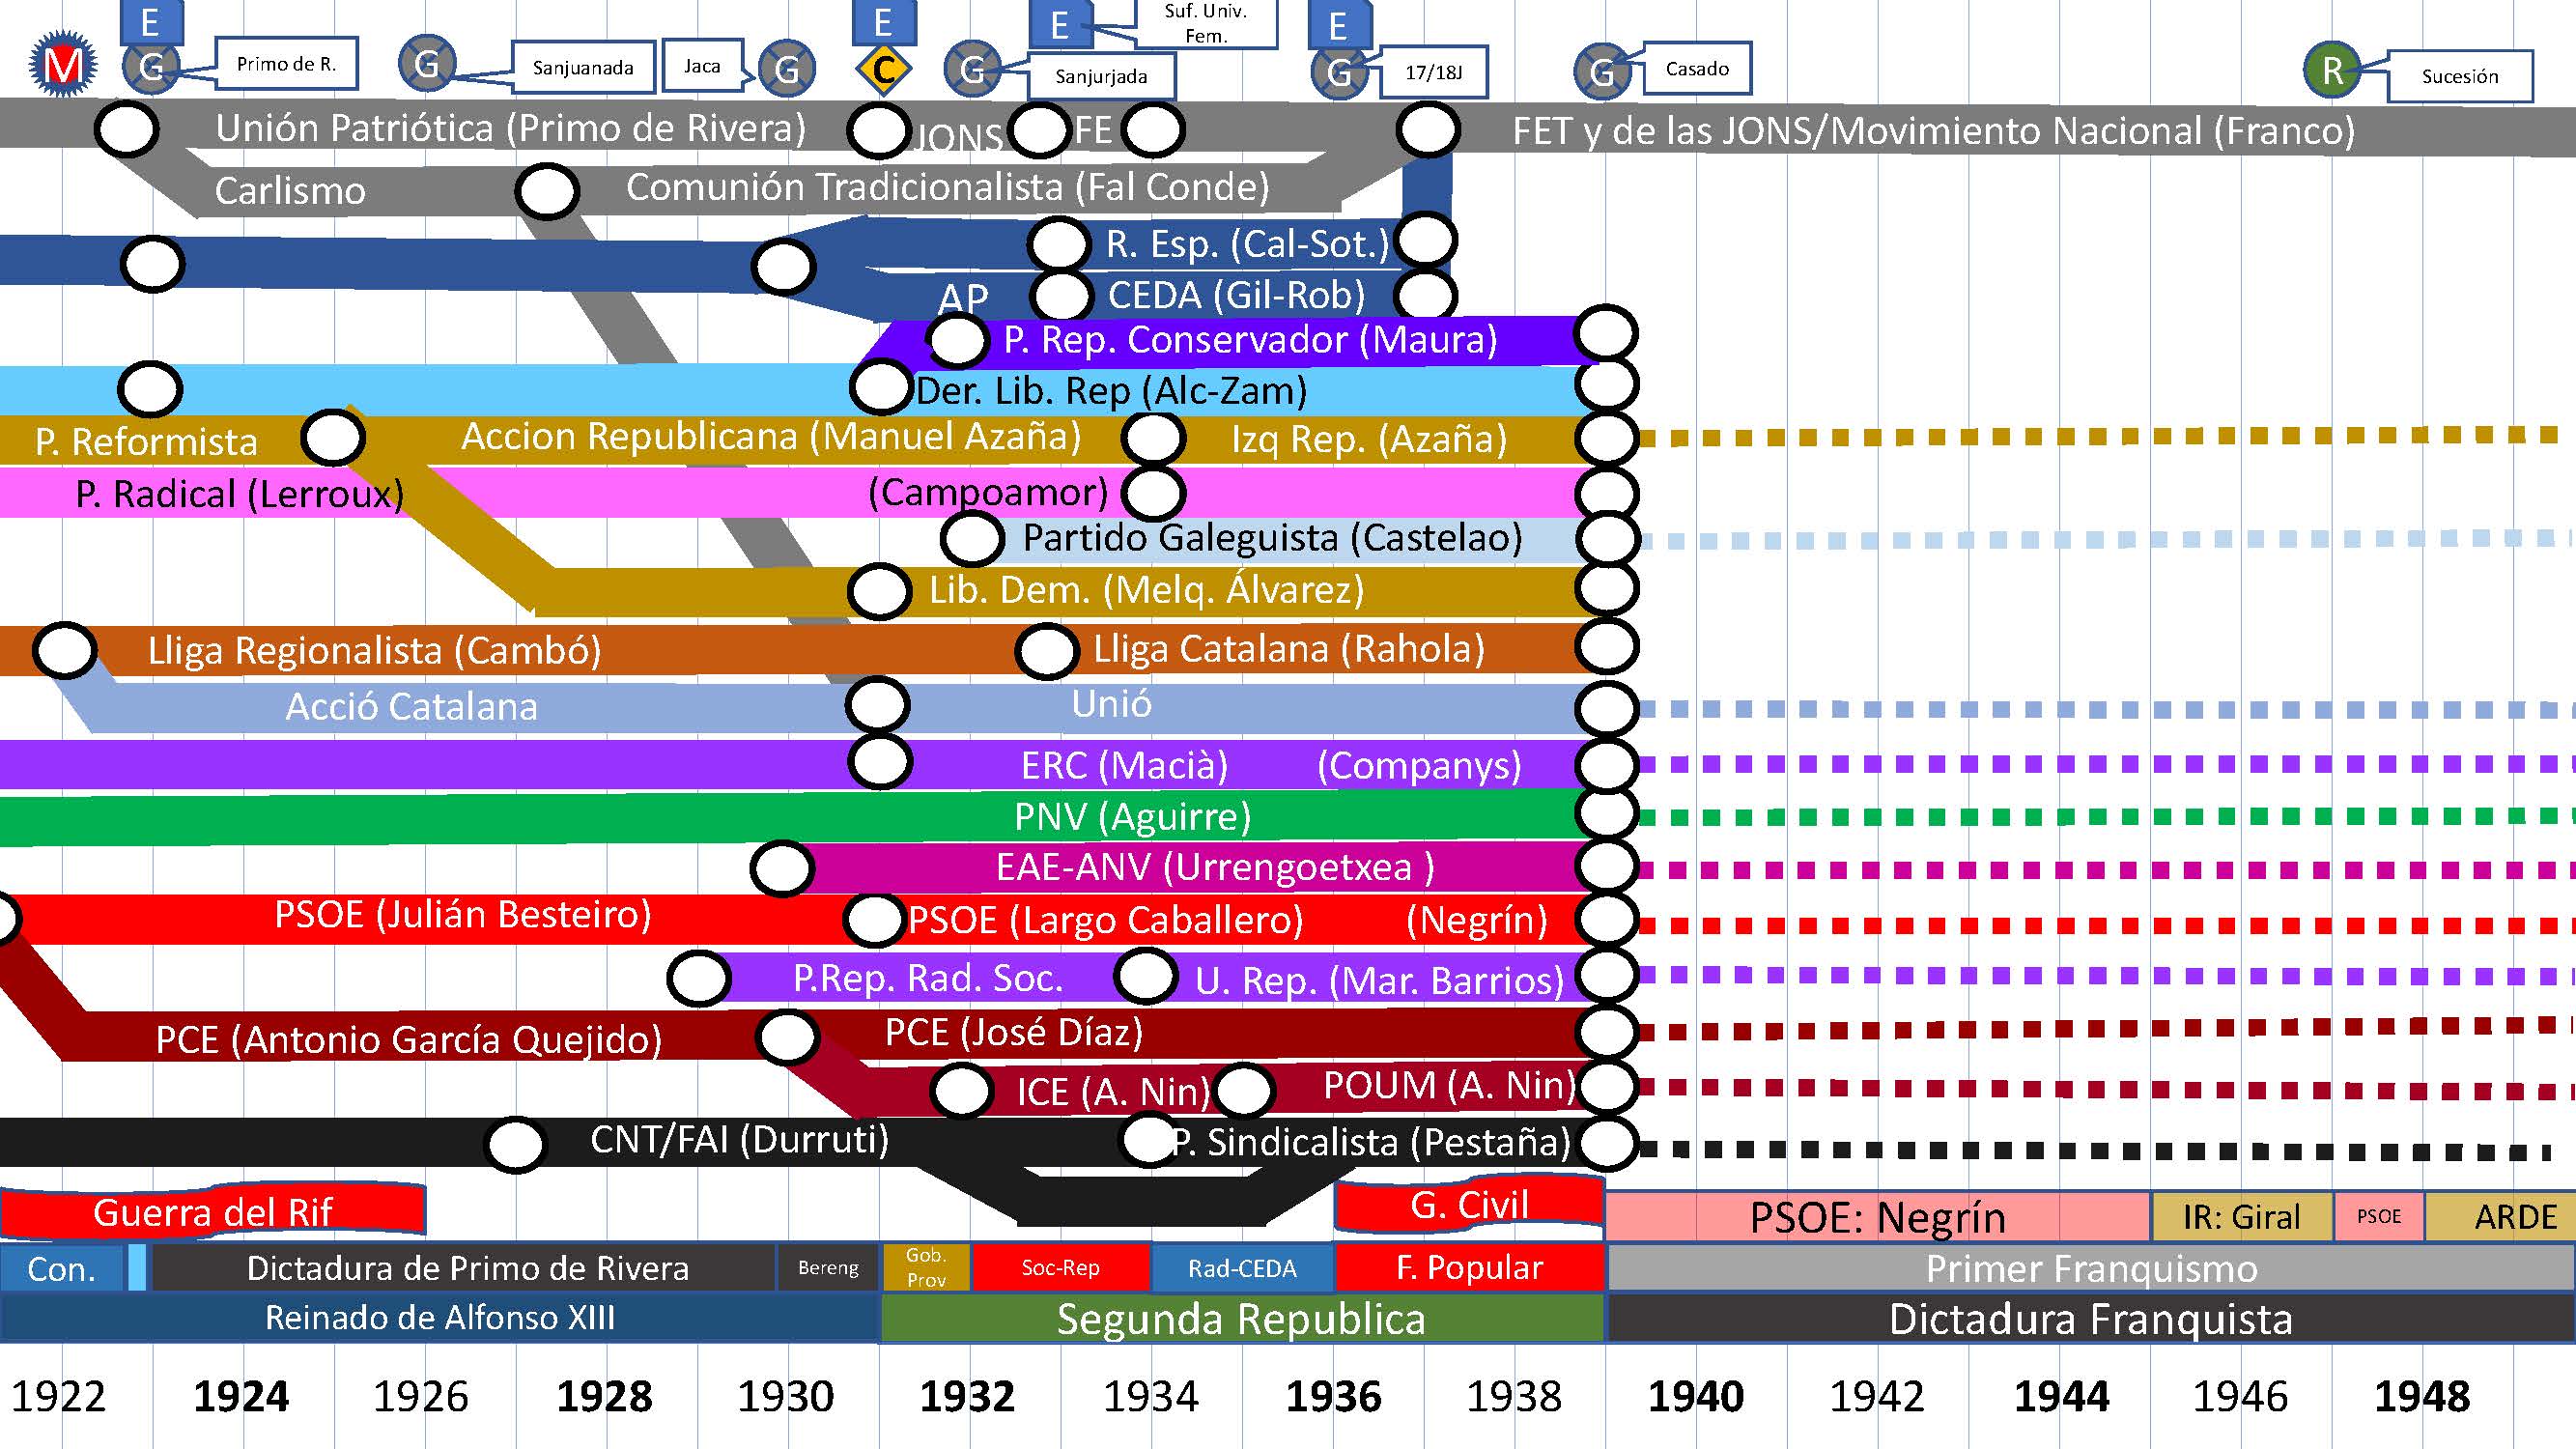 E
E
E
Suf. Univ.
Fem.
E
M
G
Primo de R.
G
Sanjuanada
Jaca
G
C
G
Sanjurjada
G
17/18J
G
Casado
R
Sucesión
Unión Patriótica (Primo de Rivera)
JONS
FE
FET y de las JONS/Movimiento Nacional (Franco)
Carlismo
Comunión Tradicionalista (Fal Conde)
R. Esp. (Cal-Sot.)
AP
CEDA (Gil-Rob)
P. Rep. Conservador (Maura)
Der. Lib. Rep (Alc-Zam)
P. Reformista
Accion Republicana (Manuel Azaña)
Izq Rep. (Azaña)
P. Radical (Lerroux)
(Campoamor)
Partido Galeguista (Castelao)
Lib. Dem. (Melq. Álvarez)
Lliga Regionalista (Cambó)
Lliga Catalana (Rahola)
Acció Catalana
Unió
ERC (Macià)
(Companys)
PNV (Aguirre)
EAE-ANV (Urrengoetxea )
PSOE (Julián Besteiro)
PSOE (Largo Caballero)
(Negrín)
P.Rep. Rad. Soc.
U. Rep. (Mar. Barrios)
PCE (Antonio García Quejido)
PCE (José Díaz)
ICE (A. Nin)
POUM (A. Nin)
CNT/FAI (Durruti)
P. Sindicalista (Pestaña)
Guerra del Rif
G. Civil
PSOE: Negrín
IR: Giral
PSOE
ARDE
Con.
Dictadura de Primo de Rivera
Bereng
Gob.
Prov
Soc-Rep
Rad-CEDA
F. Popular
Primer Franquismo
Reinado de Alfonso XIII
Segunda Republica
Dictadura Franquista
1922 1924 1926 1928 1930 1932 1934 1936 1938 1940 1942 1944 1946 1948